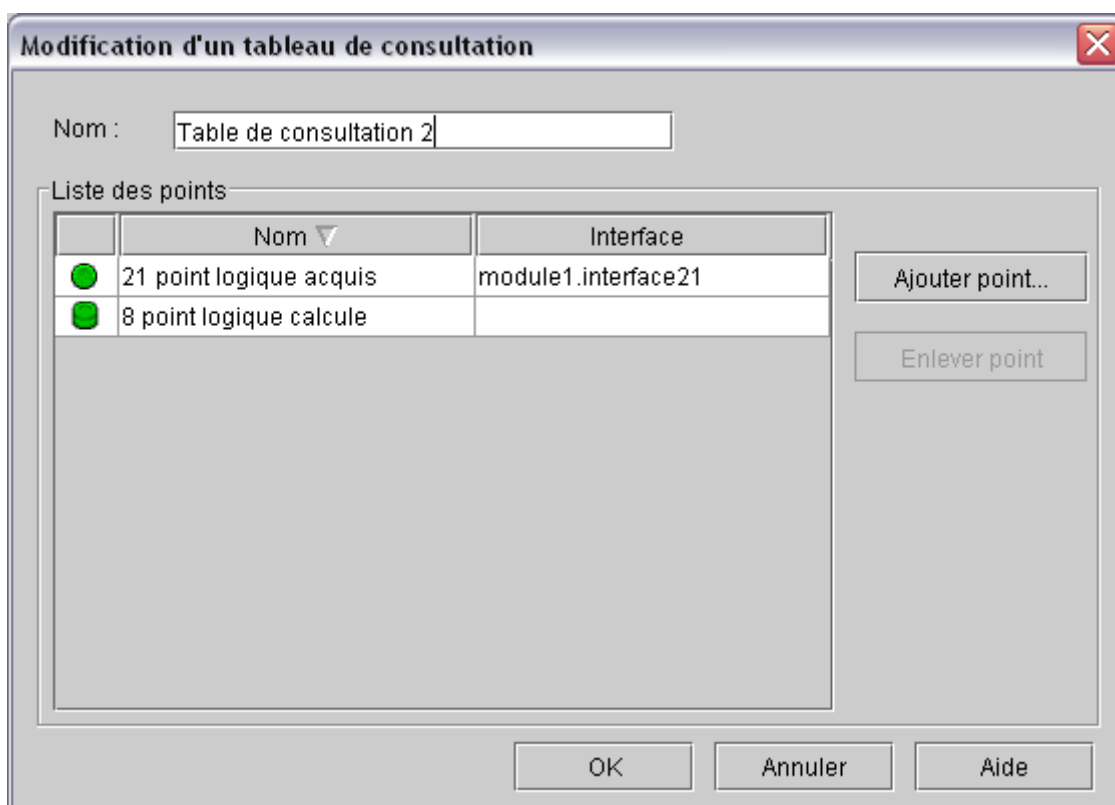 Modification d'un tableau de consultation
Nom :
Table de consultation 2
Liste des points
Nom Interface
21 point logique acquis module1.interface21
8 point logique calcule
Ajouter point...
Enlever point
OK Annuler Aide